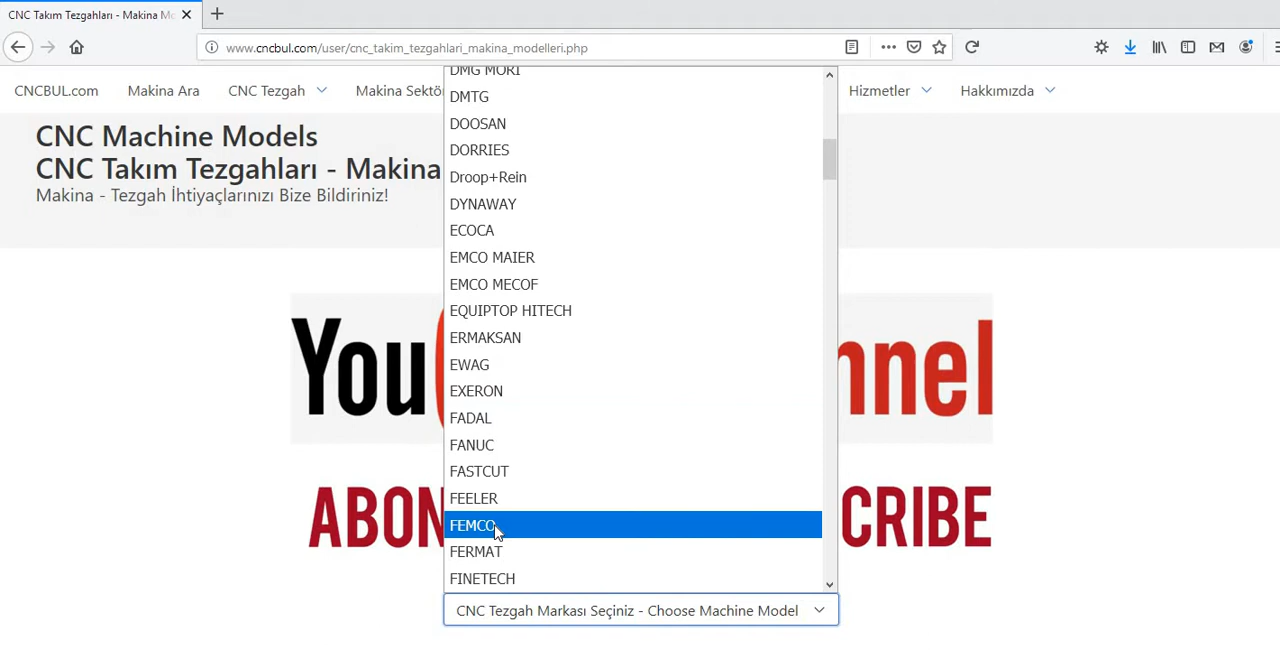 CNC Takım Tezgahları - Makina Mo
www.cncbul.com/user/cnc_takim_tezgahlari_makina_modelleri.php
CNCBUL.com Makina Ara CNC Tezgah Makina Sektö Hizmetler Hakkımızda
CNC Machine Models
CNC Takım Tezgahları - Makina
Makina - Tezgah İhtiyaçlarınızı Bize Bildiriniz!
DMG MORI
DMTG
DOOSAN
DORRIES
Droop+Rein
DYNAWAY
ECOCA
EMCO MAIER
EMCO MECOF
EQUIPTOP HITECH
ERMAKSAN
EWAG
EXERON
FADAL
FANUC
FASTCUT
FEELER
FEMCO
FERMAT
FINETECH
You nnel
ABON SCRIBE
CNC Tezgah Markası Seçiniz - Choose Machine Model